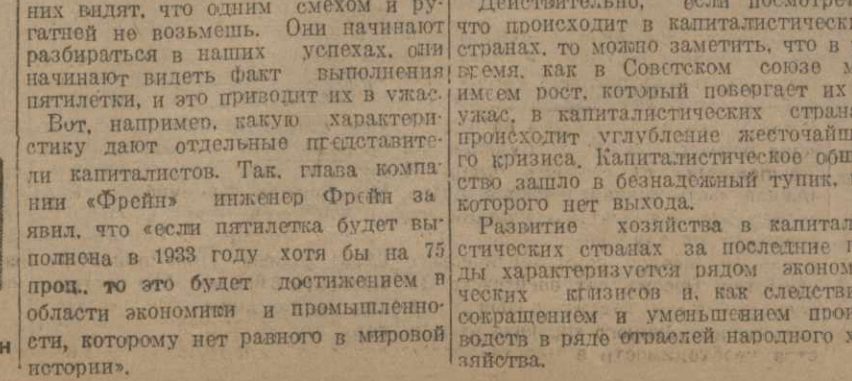 них видят, что одним смехом и ру-
гатней не возьмешь. Они начинают
разбираться в наших успехах, они
начинают видеть факт выполнения
пятилетки, и это приводит их в ужас.
Вот, например, какую характери-
стику дают отдельные представите-
ли капиталистов. Так, глава компа-
нии «Фрейн» инженер Фрейн за
явил, что «если пятилетка будет вы-
полнена в 1933 году хотя бы на 75
проц., то это будет достижением в
области экономики и промышленно-
сти, которому нет равного в мировой
истории».
н
Действительно, если посмотрет
что происходит в капиталистически
странах, то можно заметить, что в
время, как в Советском союзе м
имеем рост, который повергает их
ужас, в капиталистических страна
происходит углубление жесточайш
го кризиса. Капиталистическое общ
ство зашло в безнадежный тупик,
которого нет выхода.
Развитие хозяйства в капитал
стических странах за последние
ды характеризуется рядом эконом
ческих кризисов и, как следстви
сокращением и уменьшением прои
водств в ряде отраслей народного х
зяйства.